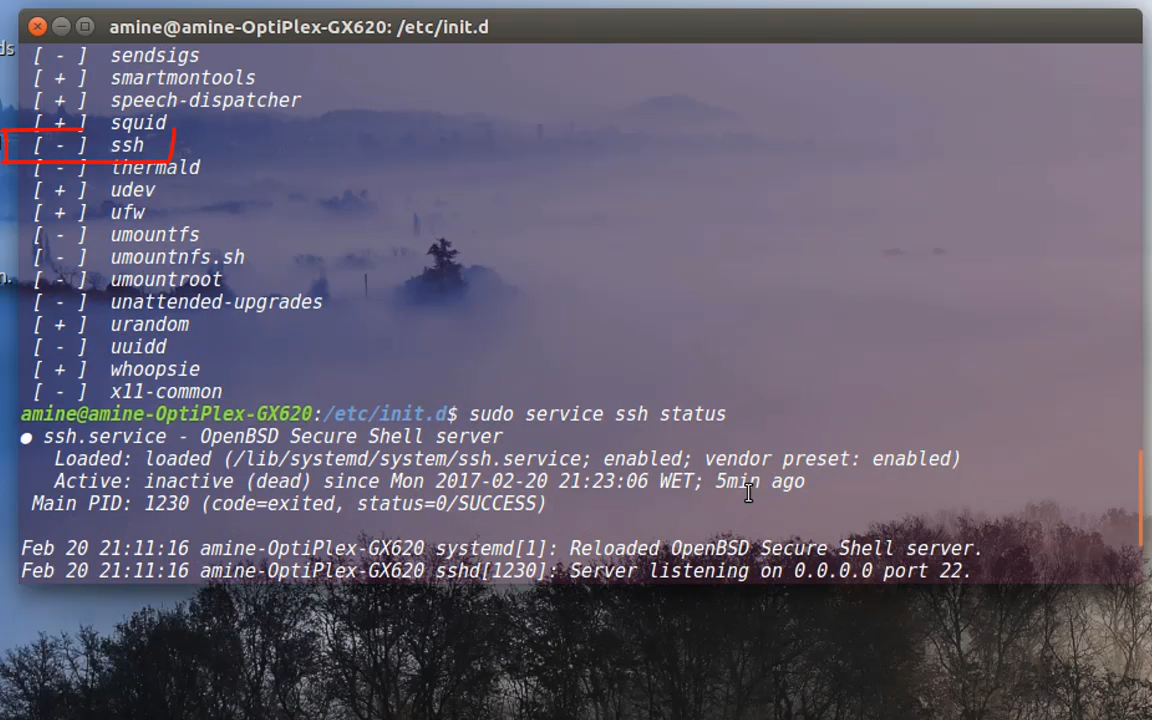 amine@amine-OptiPlex-GX620: /etc/init.d
ds
[ - ]  sendsigs
[ + ]  smartmontools
[ + ]  speech-dispatcher
[ + ]  squid
[ - ]  ssh
[ - ]  thermald
[ + ]  udev
[ + ]  ufw
[ - ]  umountfs
[ - ]  umountnfs.sh
n.
[ - ]  umountroot
[ - ]  unattended-upgrades
[ + ]  urandom
[ - ]  uuidd
[ + ]  whoopsie
[ - ]  x11-common
amine@amine-OptiPlex-GX620:/etc/init.d$ sudo service ssh status
● ssh.service - OpenBSD Secure Shell server
Loaded: loaded (/lib/systemd/system/ssh.service; enabled; vendor preset: enabled)
Active: inactive (dead) since Mon 2017-02-20 21:23:06 WET; 5min ago
Main PID: 1230 (code=exited, status=0/SUCCESS)
Feb 20 21:11:16 amine-OptiPlex-GX620 systemd[1]: Reloaded OpenBSD Secure Shell server.
Feb 20 21:11:16 amine-OptiPlex-GX620 sshd[1230]: Server listening on 0.0.0.0 port 22.